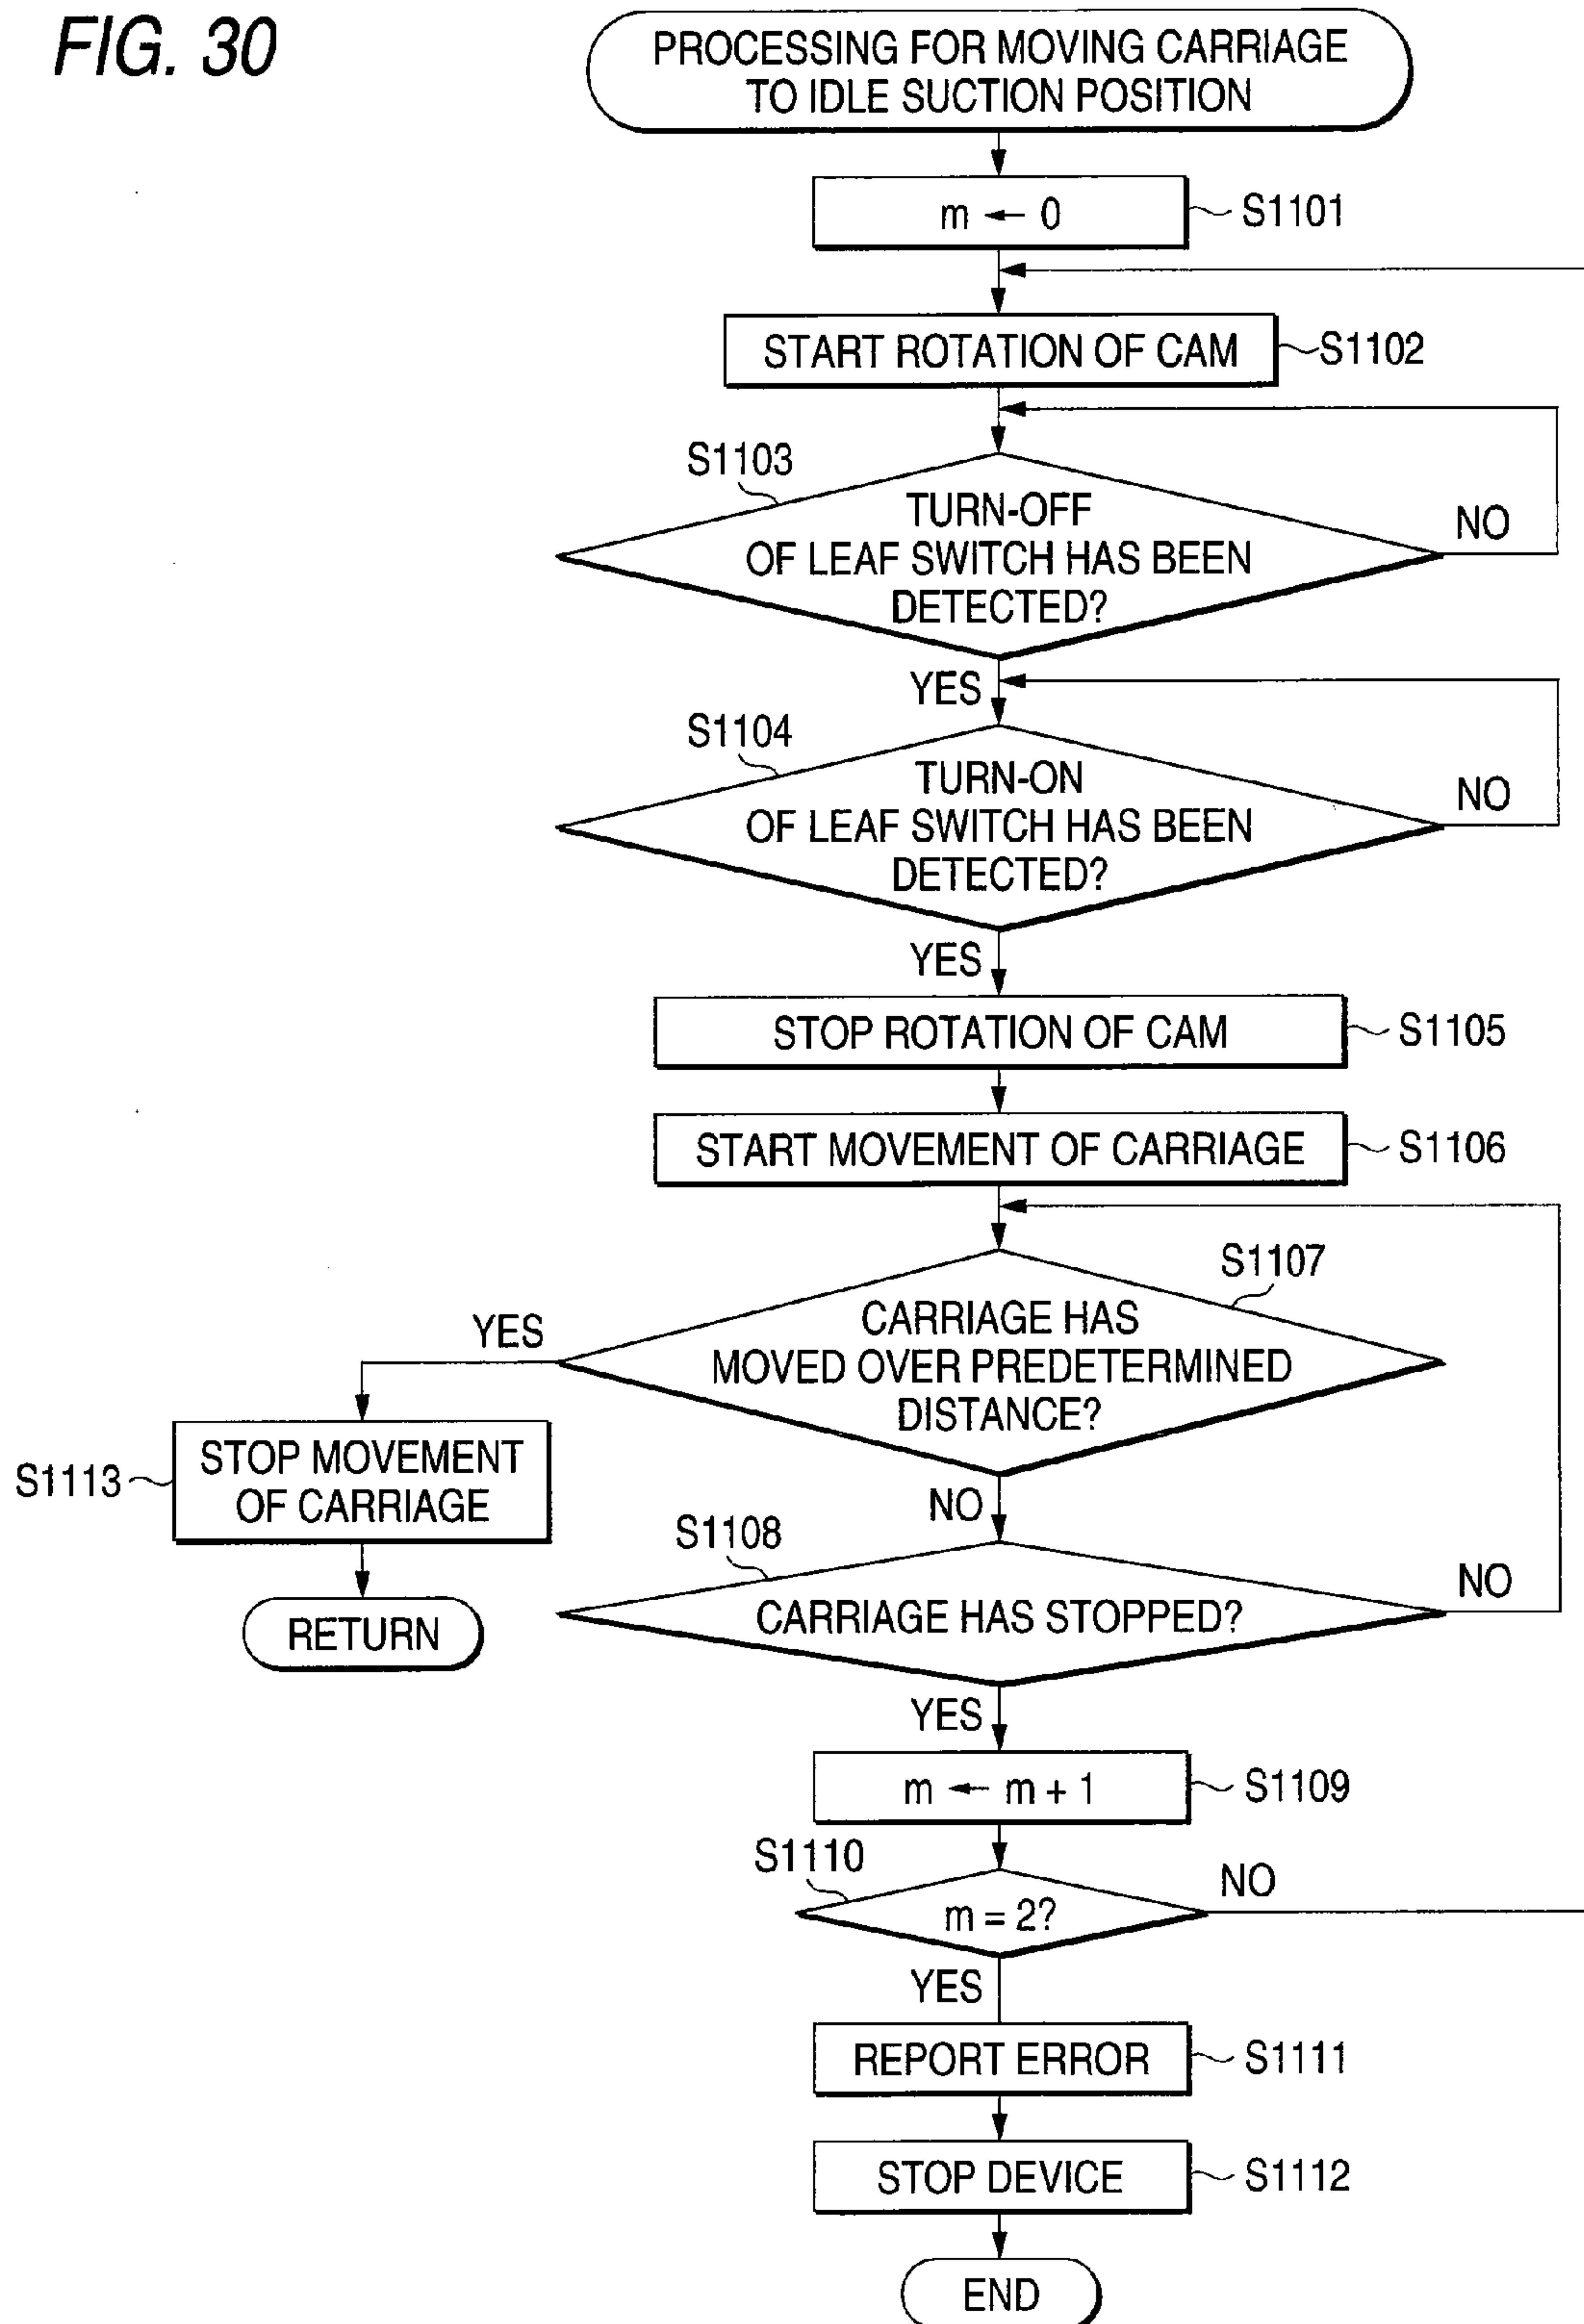 FIG. 30
PROCESSING FOR MOVING CARRIAGE
TO IDLE SUCTION POSITION
m ← 0
S1101
START ROTATION OF CAM
S1102
S1103
TURN-OFF
OF LEAF SWITCH HAS BEEN
DETECTED?
NO
YES
S1104
TURN-ON
OF LEAF SWITCH HAS BEEN
DETECTED?
NO
YES
STOP ROTATION OF CAM
S1105
START MOVEMENT OF CARRIAGE
S1106
S1107
CARRIAGE HAS
MOVED OVER PREDETERMINED
DISTANCE?
YES
S1113
STOP MOVEMENT
OF CARRIAGE
RETURN
NO
S1108
CARRIAGE HAS STOPPED?
NO
YES
m ← m + 1
S1109
S1110
m = 2?
NO
YES
REPORT ERROR
S1111
STOP DEVICE
S1112
END